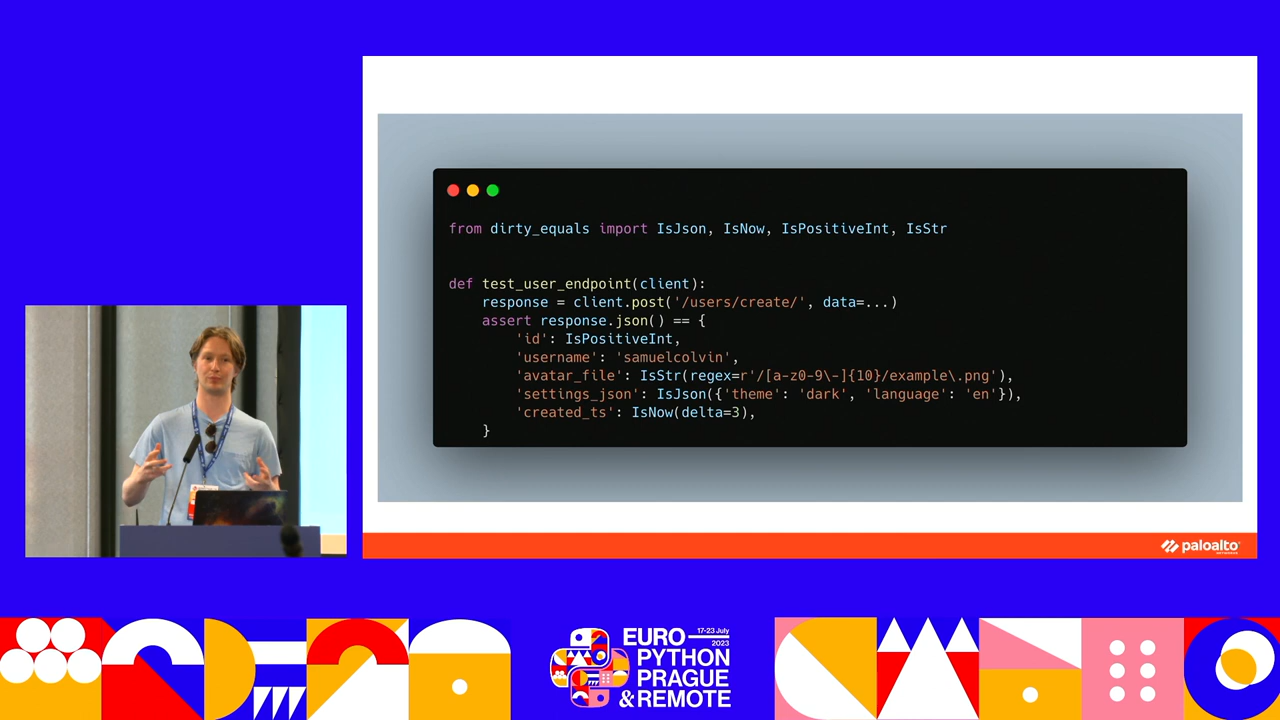 from dirty_equals import IsJson, IsNow, IsPositiveInt, IsStr
def test_user_endpoint(client):
    response = client.post('/users/create/', data=...)
    assert response.json() == {
        'id': IsPositiveInt,
        'username': 'samuelcolvin',
        'avatar_file': IsStr(regex=r'/[a-z0-9\-]{10}/example\.png'),
        'settings_json': IsJson({'theme': 'dark', 'language': 'en'}),
        'created_ts': IsNow(delta=3),
    }
paloalto
17-23 July
2023
EURO
PYTHON
PRAGUE
& REMOTE